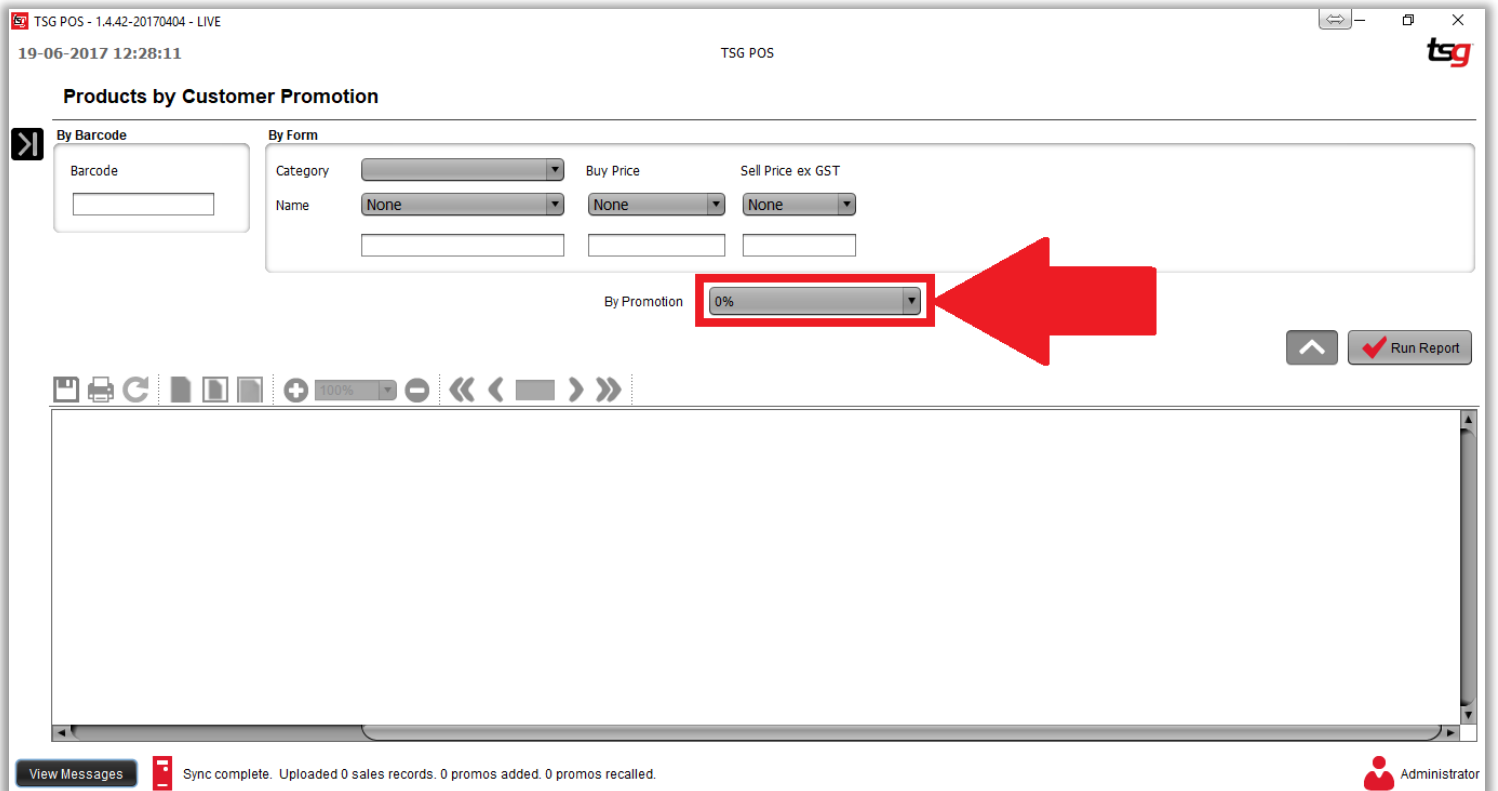 TSG POS - 1.4.42-20170404 - LIVE
19-06-2017 12:28:11
TSG POS
tsg
Products by Customer Promotion
By Barcode
By Form
Barcode
Category
Buy Price
Sell Price ex GST
Name
None
None
None
By Promotion
0%
Run Report
100%
View Messages
Sync complete. Uploaded 0 sales records. 0 promos added. 0 promos recalled.
Administrator